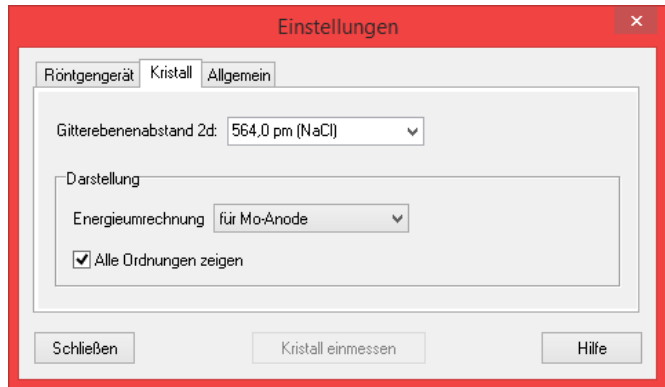 Einstellungen
Röntgengerät Kristall Allgemein
Gitterebenenabstand 2d: 564,0 pm (NaCl)
Darstellung
Energieumrechnung für Mo-Anode
Alle Ordnungen zeigen
Schließen Kristall einmessen Hilfe